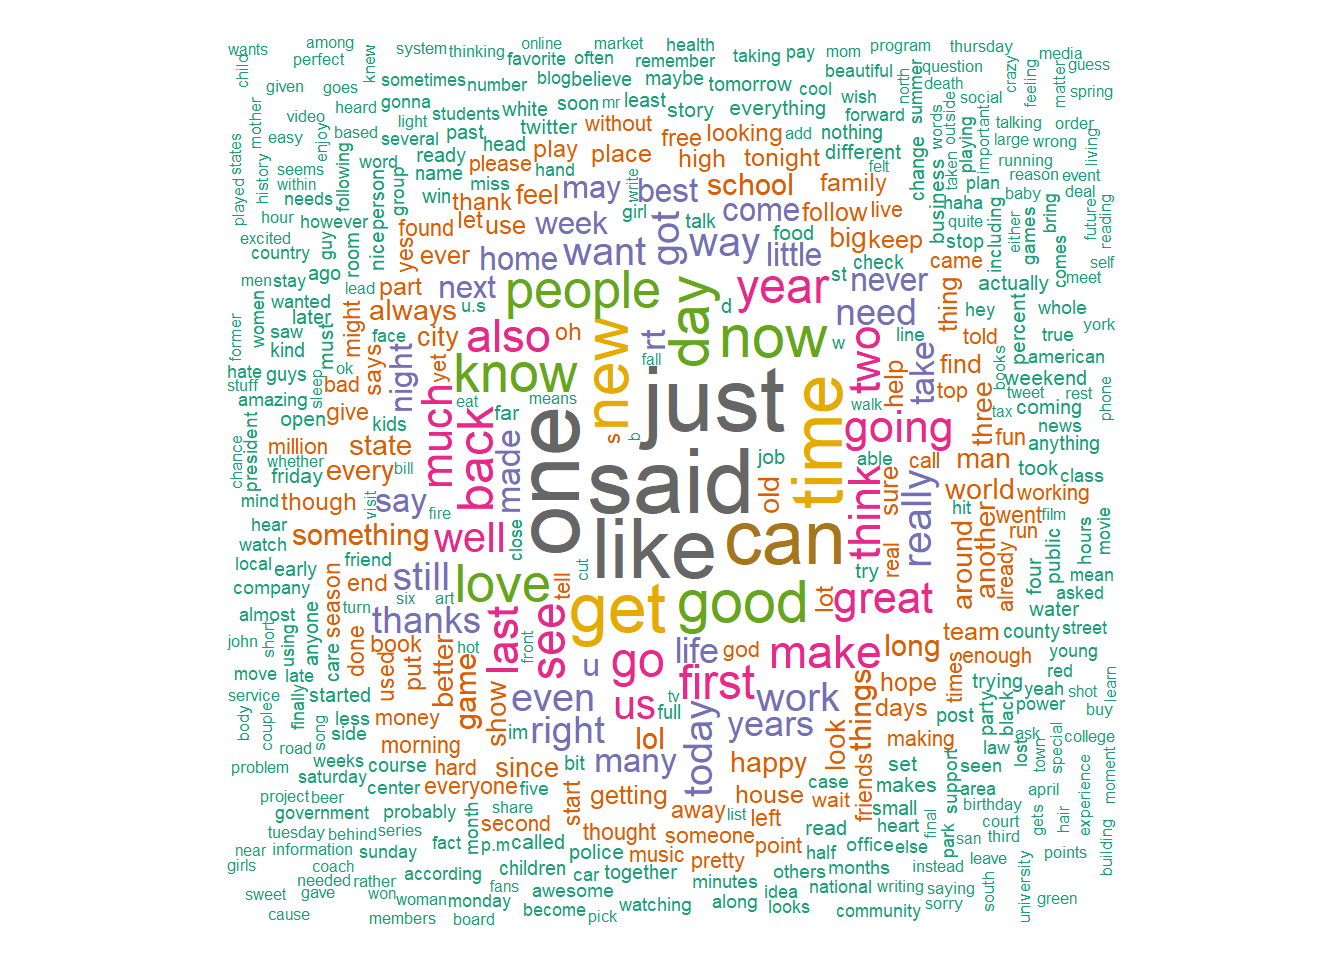 wants
among
perfect
knew
system
thinking
online
favorite
often
market
health
remember
taking
pay
mom
program
thursday
media
guess
child
given
goes
sometimes
number
blog
believe
maybe
tomorrow
cool
beautiful
north
question
death
crazy
feeling
matter
spring
mother
video
heard
gonna
light
students
white
soon
mr
least
story
everything
wish
forward
summer
social
words
outside
talking
order
easy
enjoy
based
several
past
head
twitter
without
free
looking
add
nothing
different
change
taken
playing
important
large
wrong
living
states
history
seems
within
following
word
ready
name
please
play
place
high
tonight
felt
business
running
reason
event
played
needs
person
group
win
miss
hand
thank
feel
may
write
best
school
family
plan
baby
deal
hour
however
nice
found
let
use
girl
week
got
talk
come
follow
live
haha
quite
either
games
bring
future
reading
excited
country
guy
room
yes
ever
home
want
way
food
little
big
keep
stop
including
comes
self
men
stay
ago
lead
part
next
u.s
people
day
d
year
st
check
never
came
actually
meet
former
women
wanted
later
must
might
always
face
city
also
oh
new
rt
now
w
need
line
thing
hey
whole
york
saw
kind
says
yet
know
fall
two
take
told
percent
true
hate
guys
ok
bad
night
eat
means
just
time
walk
help
find
books
american
weekend
stuff
amazing
sleep
give
much
back
far
one
s
b
going
top
three
tax
tweet
rest
phone
open
kids
state
made
said
job
old
able
call
man
fun
coming
news
anything
president
chance
million
whether
friday
every
bill
think
sure
really
world
took
class
mind
though
visit
say
fire
well
close
like
can
real
hit
working
went
film
hear
something
cut
try
around
another
run
public
hours
movie
watch
local
early
friend
end
still
love
tell
get
good
lot
great
already
four
mean
asked
company
season
six
art
thanks
water
almost
turn
john
short
using
anyone
care
done
book
used
put
better
hot
last
see
front
u
go
life
god
make
long
team
county
street
enough
young
move
late
game
first
us
tv
full
even
work
hope
times
trying
red
yeah
shot
learn
service
started
finally
less
money
show
im
right
lol
today
years
days
look
things
post
party
black
power
buy
body
couple
song
side
morning
since
bit
many
happy
making
friends
law
lost
ask
college
road
weeks
course
hard
set
seen
town
special
problem
saturday
center
everyone
five
start
getting
house
case
wait
makes
support
area
april
moment
project
beer
government
probably
month
share
second
away
list
left
small
final
birthday
court
gets
hair
experience
tuesday
behind
series
fact
p.m
called
thought
someone
point
read
heart
park
san
third
building
near
information
sunday
police
music
pretty
half
office
else
points
girls
coach
according
children
car
together
others
months
instead
leave
needed
rather
fans
awesome
minutes
idea
national
writing
saying
south
university
sweet
gave
won
woman
monday
become
watching
along
looks
community
sorry
green
cause
members
board
pick